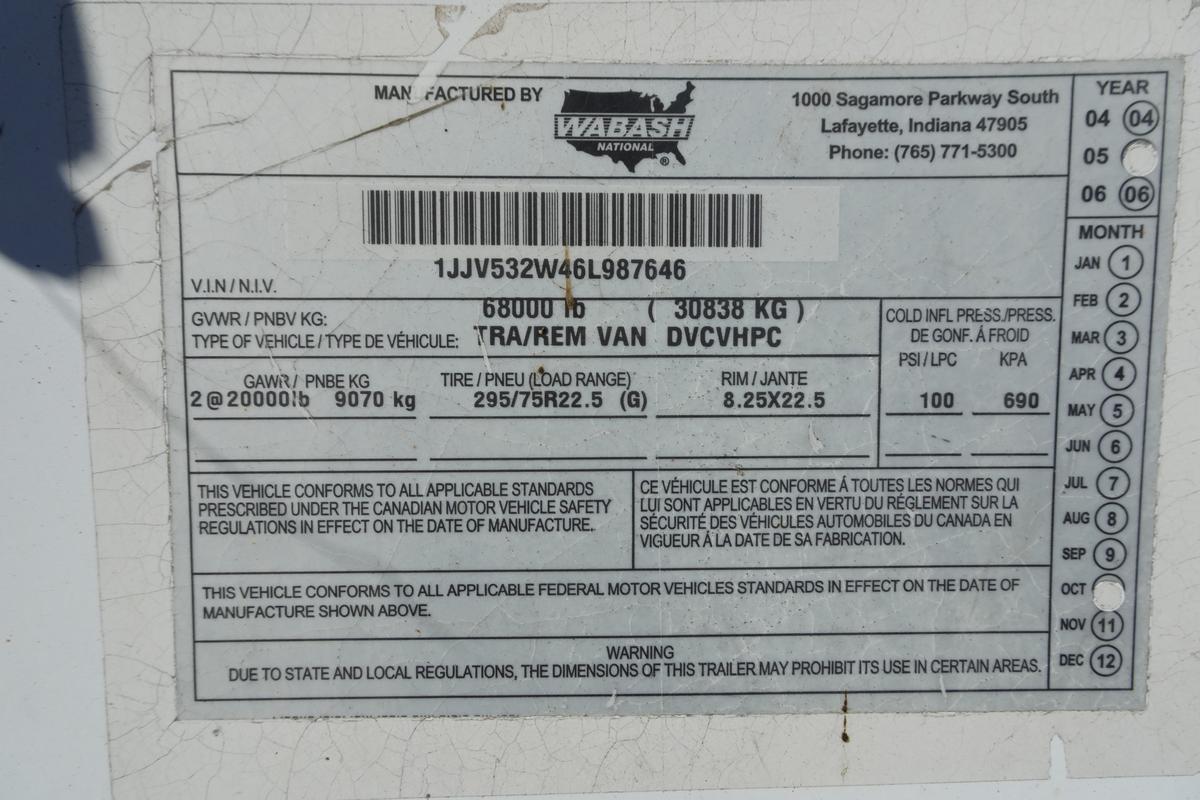 MANUFACTURED BY
WABASH
NATIONAL
®
1000 Sagamore Parkway South
Lafayette, Indiana 47905
Phone: (765) 771-5300
YEAR
04 04
05
06 06
1JJV532W46L987646
V.I.N / N.I.V.
GVWR / PNBV KG: 68000 lb ( 30838 KG )
TYPE OF VEHICLE / TYPE DE VÉHICULE: TRA/REM VAN DVCVHPC
COLD INFL PRESS./PRESS.
DE GONF. Á FROID
PSI/LPC KPA
GAWR / PNBE KG TIRE / PNEU (LOAD RANGE) RIM / JANTE
2 @ 20000lb 9070 kg 295/75R22.5 (G) 8.25X22.5 100 690
THIS VEHICLE CONFORMS TO ALL APPLICABLE STANDARDS
PRESCRIBED UNDER THE CANADIAN MOTOR VEHICLE SAFETY
REGULATIONS IN EFFECT ON THE DATE OF MANUFACTURE.
CE VÉHICULE EST CONFORME Á TOUTES LES NORMES QUI
LUI SONT APPLICABLES EN VERTU DU RÉGLEMENT SUR LA
SÉCURITÉ DES VÉHICULES AUTOMOBILES DU CANADA EN
VIGUEUR Á LA DATE DE SA FABRICATION.
THIS VEHICLE CONFORMS TO ALL APPLICABLE FEDERAL MOTOR VEHICLES STANDARDS IN EFFECT ON THE DATE OF
MANUFACTURE SHOWN ABOVE.
WARNING
DUE TO STATE AND LOCAL REGULATIONS, THE DIMENSIONS OF THIS TRAILER MAY PROHIBIT ITS USE IN CERTAIN AREAS.
MONTH
JAN 1
FEB 2
MAR 3
APR 4
MAY 5
JUN 6
JUL 7
AUG 8
SEP 9
OCT
NOV 11
DEC 12